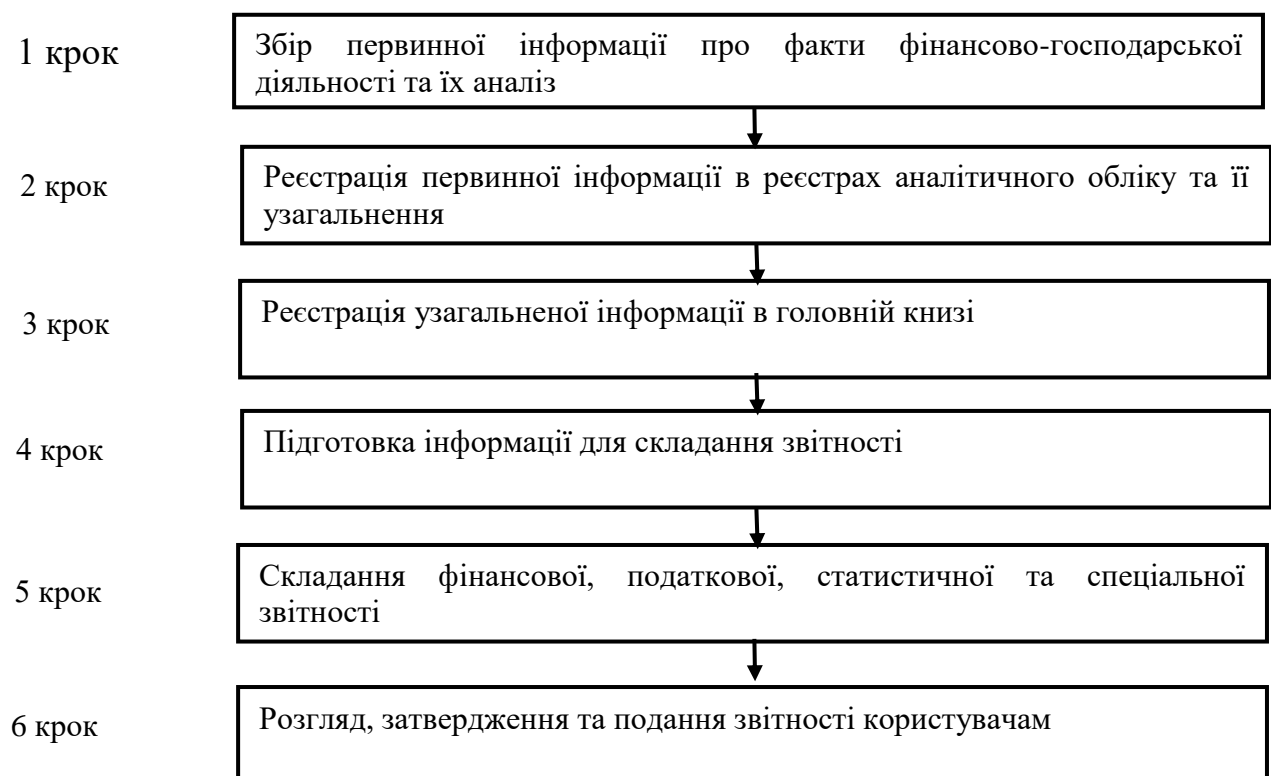 1 крок
Збір первинної інформації про факти фінансово-господарської
діяльності та їх аналіз
2 крок
Реєстрація первинної інформації в реєстрах аналітичного обліку та її
узагальнення
3 крок
Реєстрація узагальненої інформації в головній книзі
4 крок
Підготовка інформації для складання звітності
5 крок
Складання фінансової, податкової, статистичної та спеціальної
звітності
6 крок
Розгляд, затвердження та подання звітності користувачам